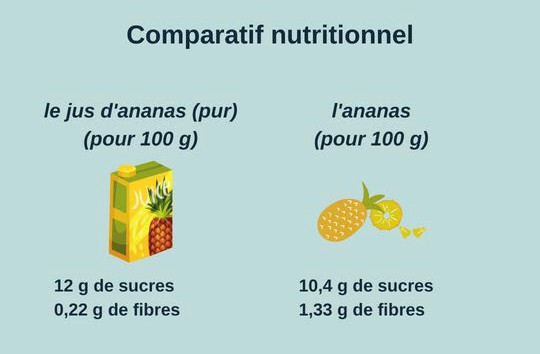 Comparatif nutritionnel
le jus d'ananas (pur)
(pour 100 g)
l'ananas
(pour 100 g)
JUICE
12 g de sucres
0,22 g de fibres
10,4 g de sucres
1,33 g de fibres